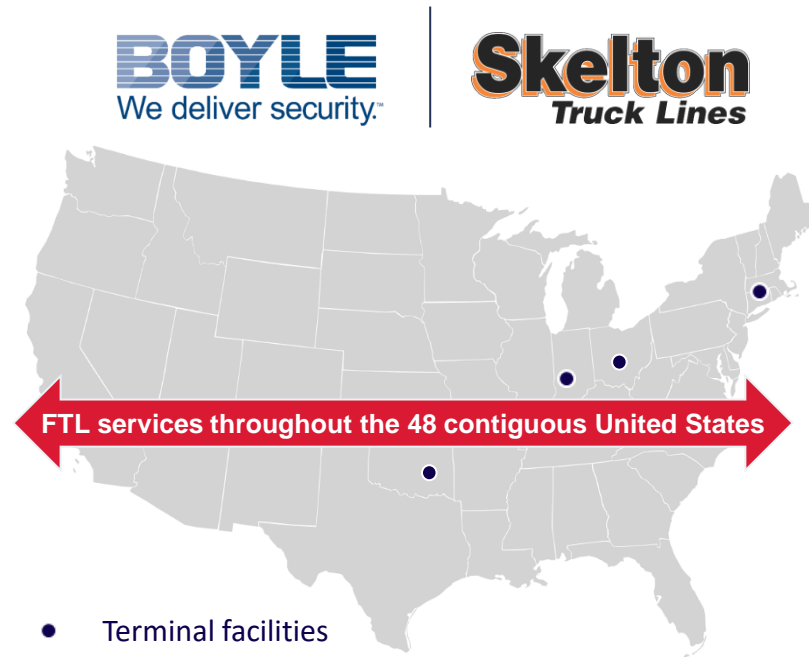 BOYLE
We deliver security.™
Skelton
Truck Lines
FTL services throughout the 48 contiguous United States
Terminal facilities